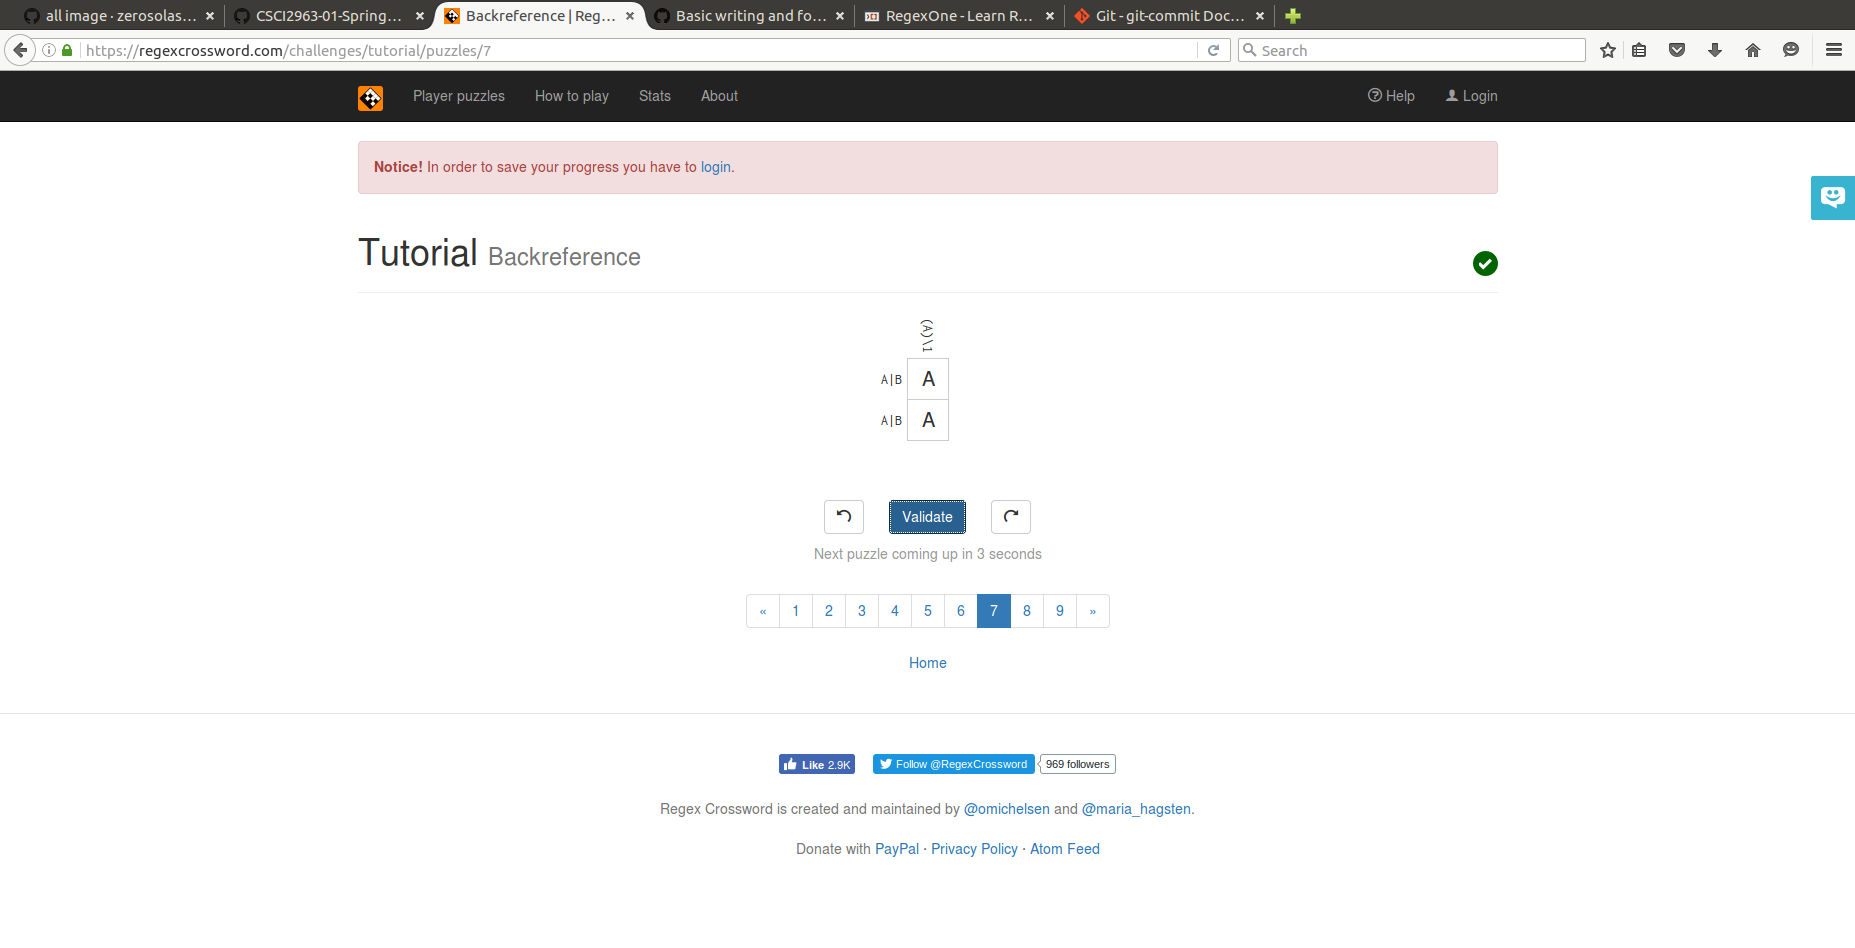 all image · zerosolas... × CSCI2963-01-Spring... × Backreference | Reg... × Basic writing and fo... × RegexOne - Learn R... × Git - git-commit Doc... ×
https://regexcrossword.com/challenges/tutorial/puzzles/7 Search
Player puzzles How to play Stats About Help Login
Notice! In order to save your progress you have to login.
Tutorial Backreference
(A)\1
A|B A
A|B A
Validate
Next puzzle coming up in 3 seconds
« 1 2 3 4 5 6 7 8 9 »
Home
Like 2.9K Follow @RegexCrossword 969 followers
Regex Crossword is created and maintained by @omichelsen and @maria_hagsten.
Donate with PayPal · Privacy Policy · Atom Feed